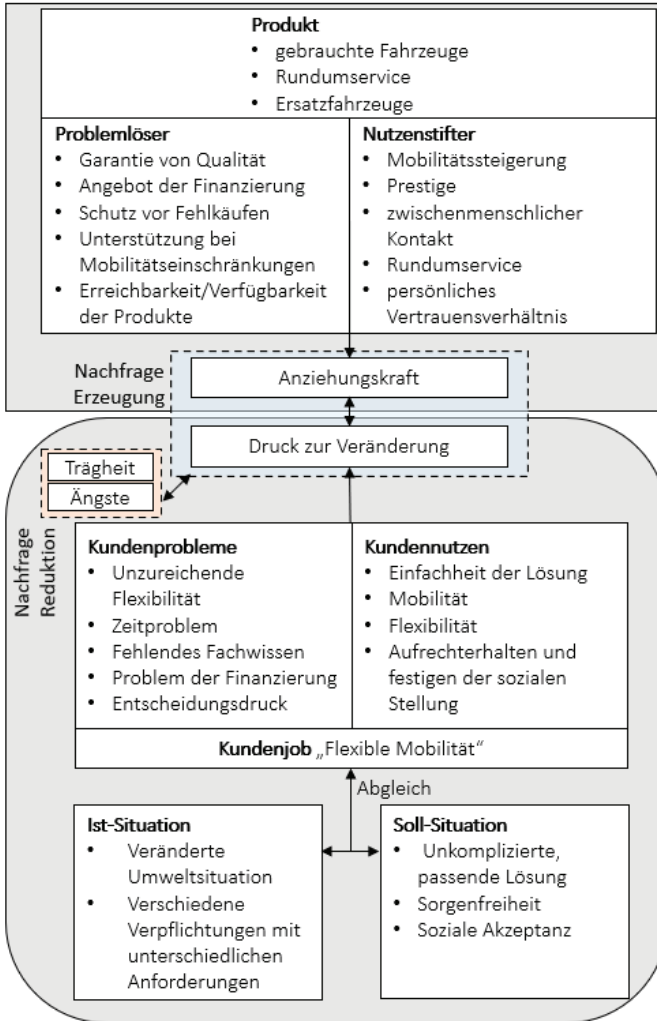 Produkt
• gebrauchte Fahrzeuge
• Rundumservice
• Ersatzfahrzeuge
Problemlöser
• Garantie von Qualität
• Angebot der Finanzierung
• Schutz vor Fehlkäufen
• Unterstützung bei
Mobilitätseinschränkungen
• Erreichbarkeit/Verfügbarkeit
der Produkte
Nutzenstifter
• Mobilitätssteigerung
• Prestige
• zwischenmenschlicher
Kontakt
• Rundumservice
• persönliches
Vertrauensverhältnis
Nachfrage
Erzeugung
Anziehungskraft
Druck zur Veränderung
Trägheit
Ängste
Nachfrage
Reduktion
Kundenprobleme
• Unzureichende
Flexibilität
• Zeitproblem
• Fehlendes Fachwissen
• Problem der Finanzierung
• Entscheidungsdruck
Kundennutzen
• Einfachheit der Lösung
• Mobilität
• Flexibilität
• Aufrechterhalten und
festigen der sozialen
Stellung
Kundenjob „Flexible Mobilität“
Abgleich
Ist-Situation
• Veränderte
Umweltsituation
• Verschiedene
Verpflichtungen mit
unterschiedlichen
Anforderungen
Soll-Situation
• Unkomplizierte,
passende Lösung
• Sorgenfreiheit
• Soziale Akzeptanz